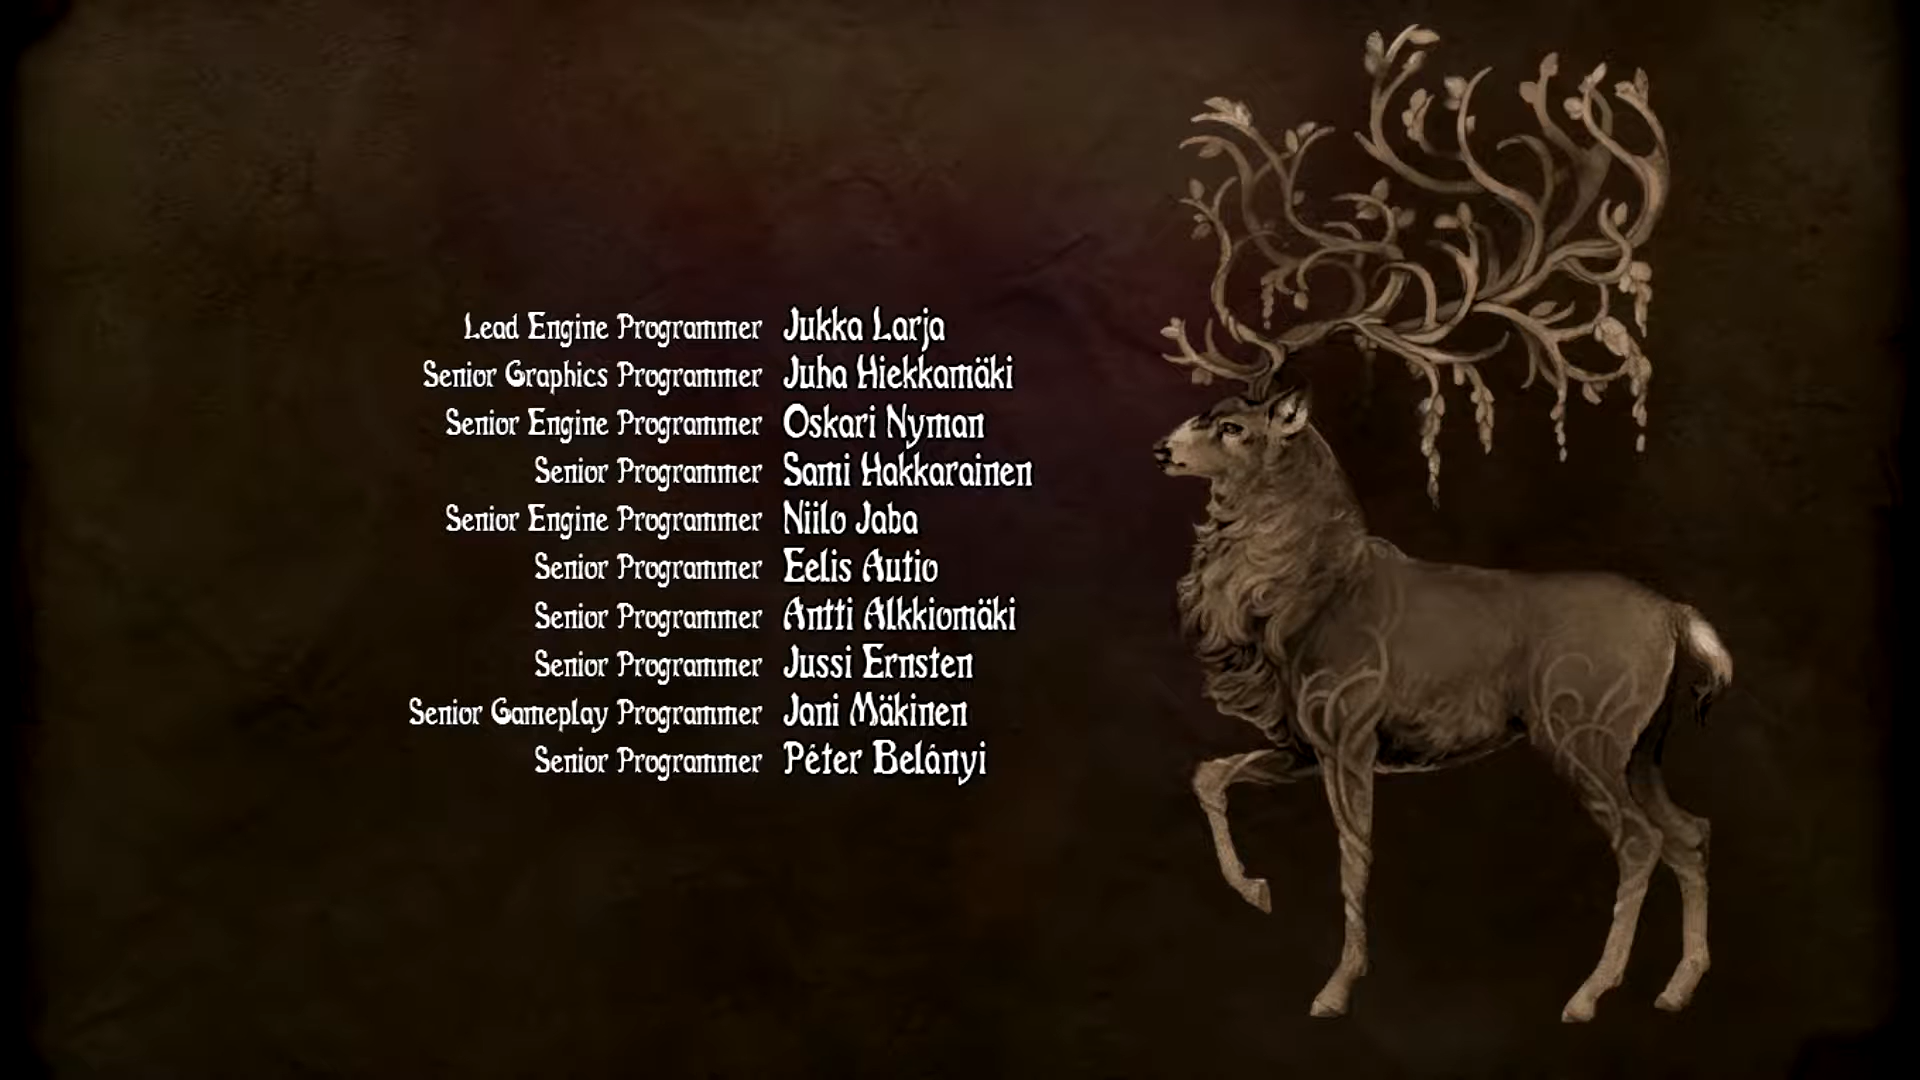 Lead Engine Programmer Jukka Larja
Senior Graphics Programmer Juha Hiekkamäki
Senior Engine Programmer Oskari Nyman
Senior Programmer Sami Hakkarainen
Senior Engine Programmer Niilo Jaba
Senior Programmer Eelis Autio
Senior Programmer Antti Alkkiomäki
Senior Programmer Jussi Ernsten
Senior Gameplay Programmer Jani Mäkinen
Senior Programmer Péter Belányi